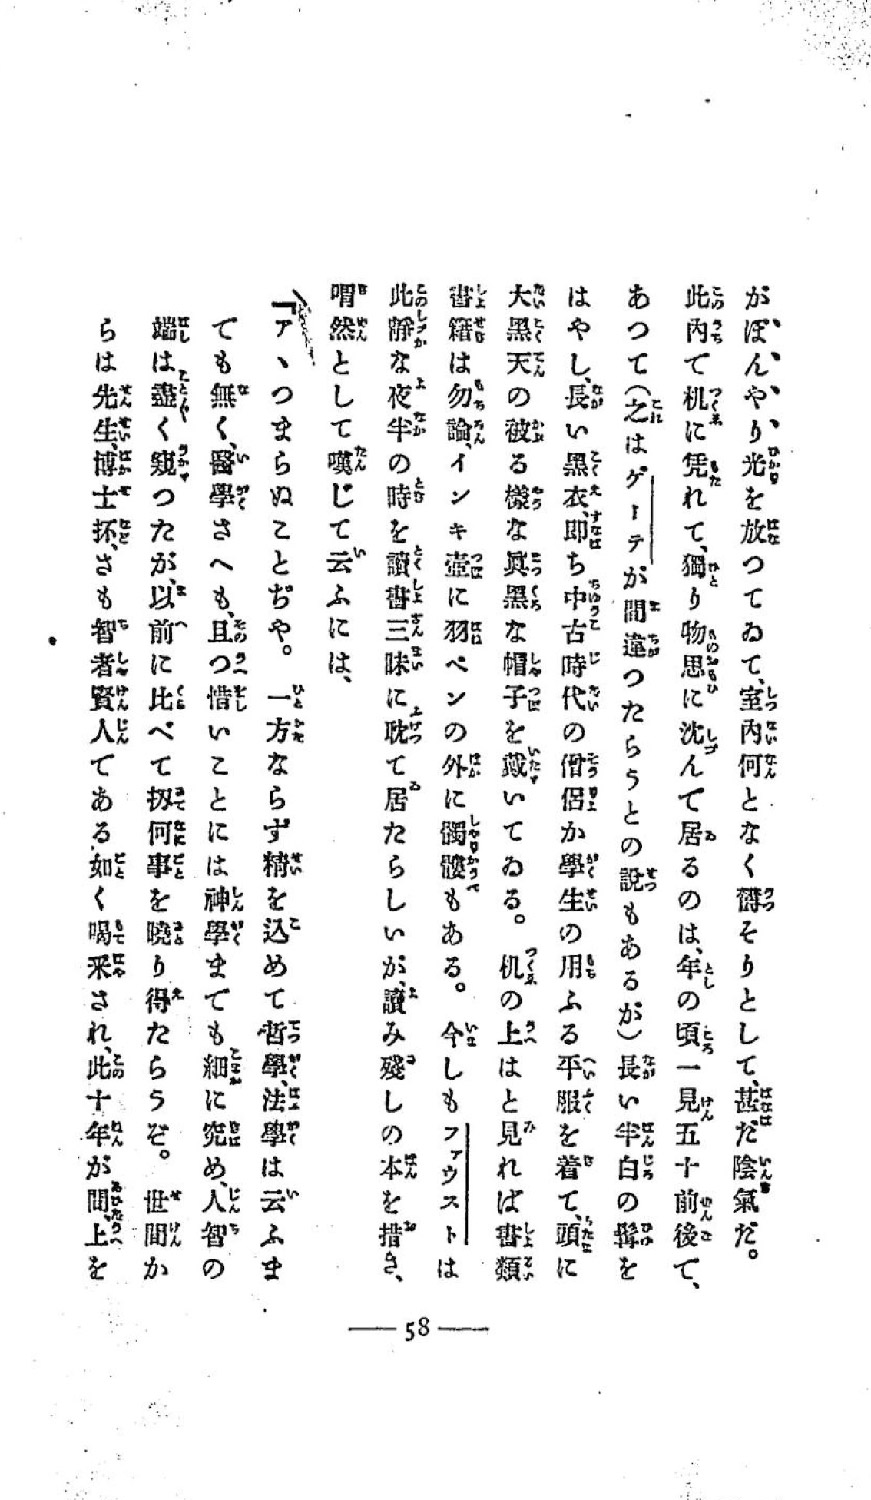 がぼんやり光を放つてゐて、室內何となく欝そりとして、甚だ陰氣だ。
此內て机に凭れて、獨り物思に沈んて居るのは、年の頃一見五十前後て、
あつて(之はゲーテが間違つたらうとの說もあるが)長い半白の髯を
はやし、長い黑衣、卽ち中古時代の僧侶か學生の用ふる平服を着て、頭に
大黑天の被る樣な眞黑な帽子を戴いてゐる。机の上はと見れば書類
書籍は勿論、インキ壺に羽ペンの外に髑髏もある。今しもファウストは
此靜な夜半の時を讀書三昧に耽て居たらしいが、讀み殘しの本を措き、
喟然として嘆じて云ふには、
『アヽつまらぬことぢや。一方ならず精を込めて哲學、法學は云ふま
ても無く、醫學さへも、且つ惜いことには神學までも細に究め、人智の
端は盡く窺つたが、以前に比べて扨何事を曉り得たらうぞ。世間か
らは先生、博士抔、さも智者賢人てある如く喝采され、此十年が間、上を
58